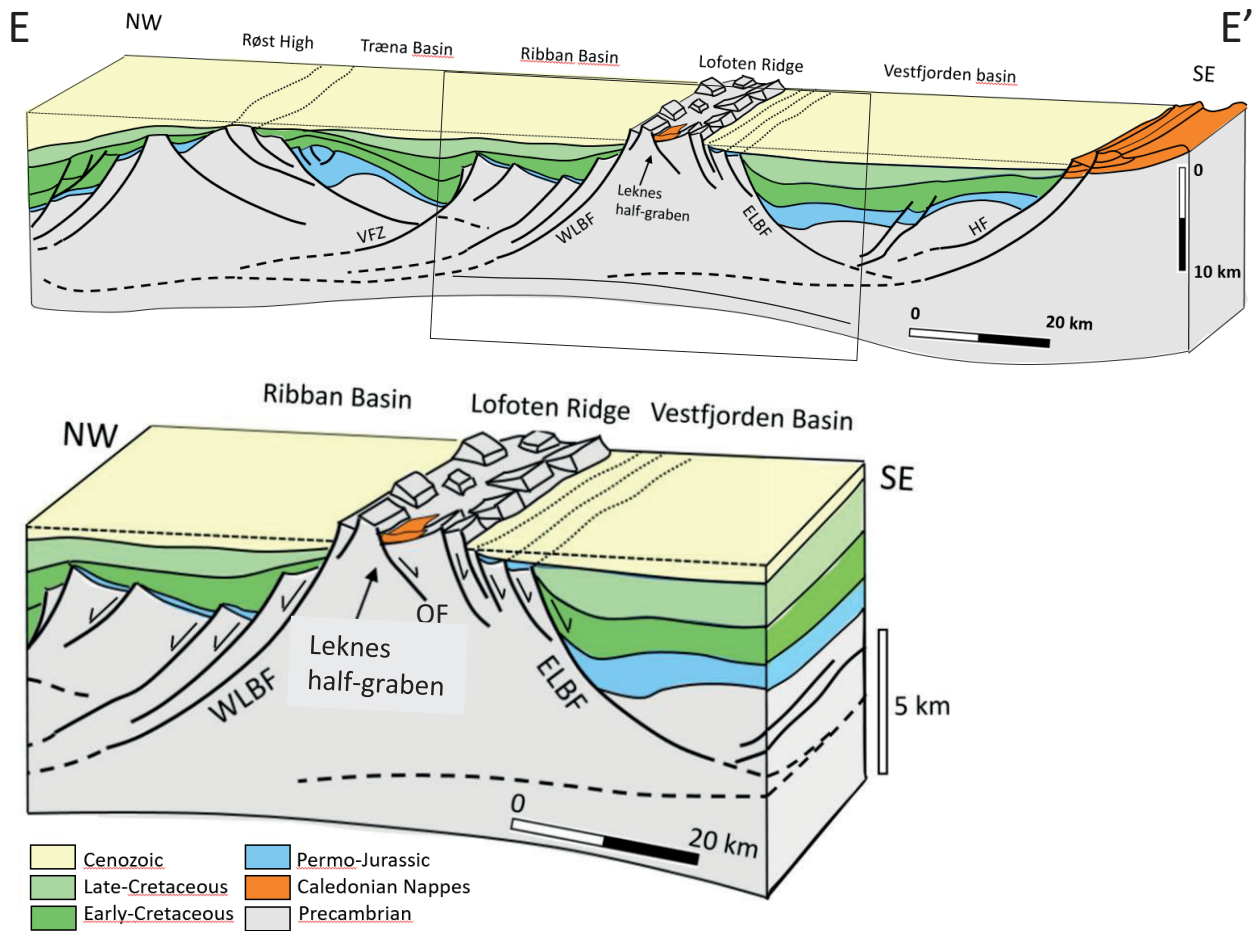 E
E’
NW
Røst High
Træna Basin
Ribban Basin
Lofoten Ridge
Vestfjorden basin
SE
Leknes
half-graben
VFZ
WLBF
ELBF
HF
0
10 km
0
20 km
Ribban Basin
Lofoten Ridge
Vestfjorden Basin
NW
SE
OF
Leknes
half-graben
WLBF
ELBF
5 km
0
20 km
Cenozoic
Late-Cretaceous
Early-Cretaceous
Permo-Jurassic
Caledonian Nappes
Precambrian